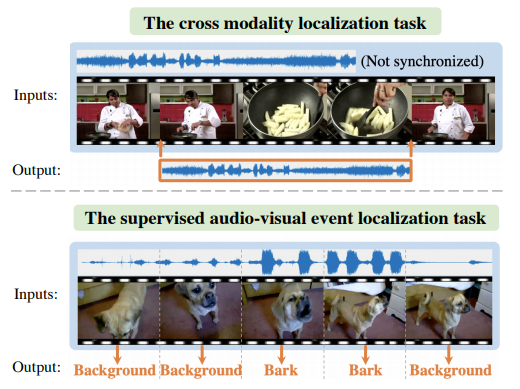 The cross modality localization task
(Not synchronized)
Inputs:
Output:
The supervised audio-visual event localization task
Inputs:
Output:
Background Background Bark Bark Background